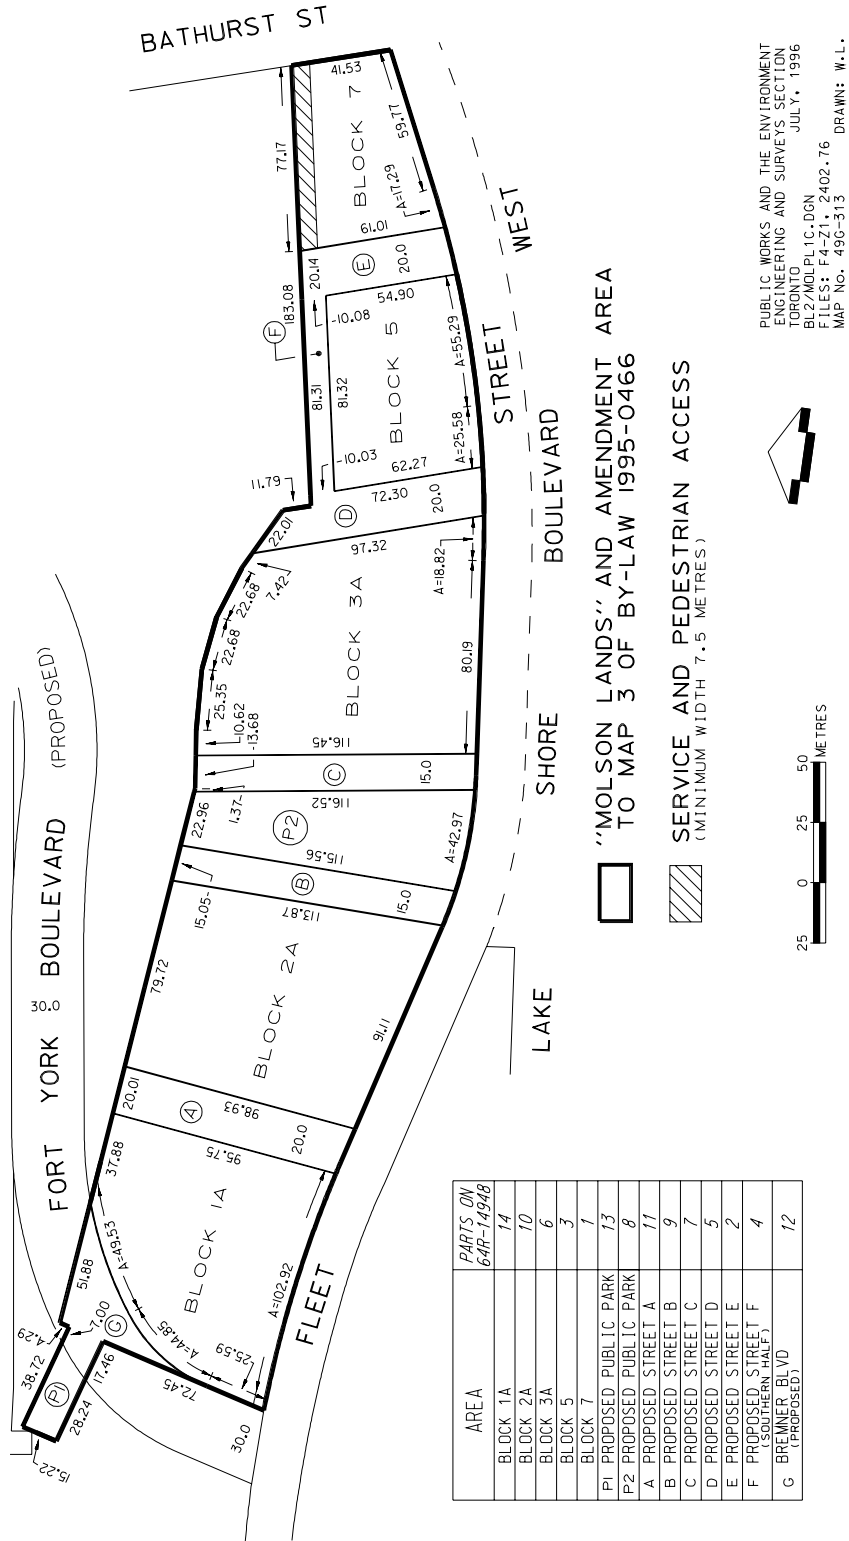 BATHURST ST
41.53
77.17
BLOCK 7
59.77
A=17.29
61.01
20.14
E
20.0
183.08
F
54.90
10.08
81.31
81.32
BLOCK 5
A=55.29
A=25.58
10.03
62.27
11.79
72.30
20.0
D
22.01
97.32
7.42
A=18.82
22.68
22.68
BLOCK 3A
80.19
25.35
10.62
13.68
116.45
C
15.0
116.52
1.37
22.96
P2
A=42.97
115.56
B
15.0
15.05
113.87
79.72
BLOCK 2A
91.11
20.01
A
98.93
20.0
95.75
37.88
BLOCK 1A
A=49.53
A=102.92
51.88
A=44.85
25.59
4.29
7.00
G
38.72
17.46
P1
72.45
28.24
15.22
30.0
FORT YORK BOULEVARD (PROPOSED)
30.0
FLEET STREET WEST
LAKE SHORE BOULEVARD
"MOLSON LANDS" AND AMENDMENT AREA
TO MAP 3 OF BY-LAW 1995-0466
SERVICE AND PEDESTRIAN ACCESS
(MINIMUM WIDTH 7.5 METRES)
25 0 25 50 METRES
PUBLIC WORKS AND THE ENVIRONMENT
ENGINEERING AND SURVEYS SECTION
TORONTO JULY, 1996
BL2/MOLPL1C.DGN
FILES: F4-Z1, 2402.76
MAP No. 49G-313 DRAWN: W.L.
AREA PARTS ON 64R-14948
BLOCK 1A 14
BLOCK 2A 10
BLOCK 3A 6
BLOCK 5 3
BLOCK 7 1
P1 PROPOSED PUBLIC PARK 13
P2 PROPOSED PUBLIC PARK 8
A PROPOSED STREET A 11
B PROPOSED STREET B 9
C PROPOSED STREET C 7
D PROPOSED STREET D 5
E PROPOSED STREET E 2
F PROPOSED STREET F 4
(SOUTHERN HALF)
G BREMNER BLVD 12
(PROPOSED)